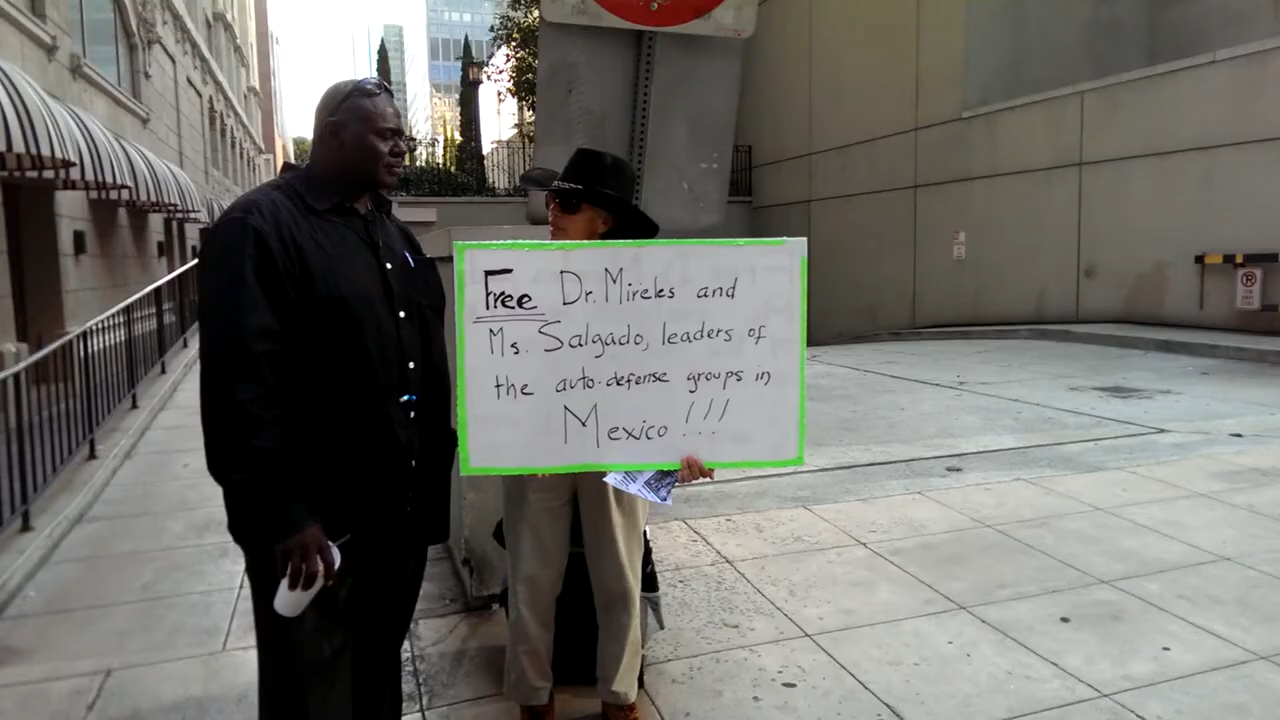 Free Dr. Mireles and
Ms. Salgado, leaders of
the auto-defense groups in
Mexico !!!